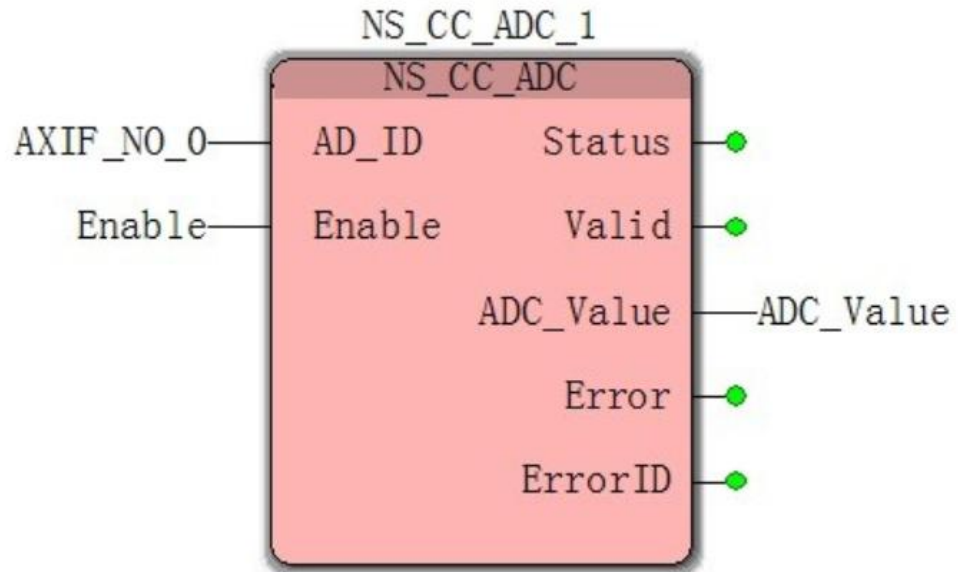 NS_CC_ADC_1
NS_CC_ADC
AXIF_NO_0 AD_ID Status
Enable Enable Valid
ADC_Value ADC_Value
Error
ErrorID